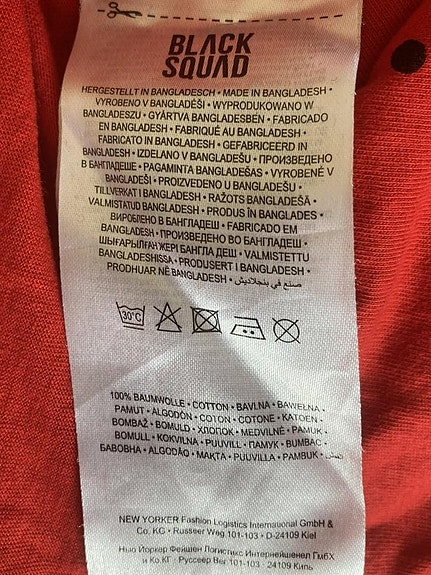 BLACK
SQUAD
HERGESTELLT IN BANGLADESCH • MADE IN BANGLADESH •
VYROBENO V BANGLADÉŠI • WYPRODUKOWANO W
BANGLADESZU • GYÁRTVA BANGLADESBEN • FABRICADO
EN BANGLADESH • FABRIQUÉ AU BANGLADESH •
FABRICATO IN BANGLADESH • GEFABRICEERD IN
BANGLADESH • IZDELANO V BANGLADEŠU • ПРОИЗВЕДЕНО
В БАНГЛАДЕШЕ • PAGAMINTA BANGLADEŠAS • VYROBENÉ V
BANGLADEŠI • PROIZVEDENO U BANGLADEŠU •
TILLVERKAT I BANGLADESH • RAŽOTS BANGLADEŠĀ •
VALMISTATUD BANGLADESH • PRODUS ÎN BANGLADES •
ВИРОБЛЕНО В БАНГЛАДЕШ • FABRICADO EM
BANGLADESH • ПРОИЗВЕДЕНО ВО БАНГЛАДЕШ •
ШЫҒАРЫЛҒАН ЖЕРІ БАНГЛА ДЕШ • VALMISTETTU
BANGLADESHISSA • PRODUSERT I BANGLADESH •
PRODHUAR NË BANGLADESH • صنع في بنجلاديش
30°C
100% BAUMWOLLE • COTTON • BAVLNA • BAWEŁNA •
PAMUT • ALGODÓN • COTON • COTONE • KATOEN •
BOMBAŽ • BOMULD • ХЛОПОК • MEDVILNĖ • PAMUK •
BOMULL • KOKVILNA • PUUVILL • ПАМУК • BUMBAC •
БАВОВНА • ALGODÃO • МАҚТА • PUUVILLA • PAMBUK •
NEW YORKER Fashion Logistics International GmbH &
Co. KG • Russeer Weg 101-103 • D-24109 Kiel
Нью Йоркер Фейшен Логистикс Интернейшенел ГмбХ
и Ко.КГ • Руссеер Вег 101-103 • 24109 Киль